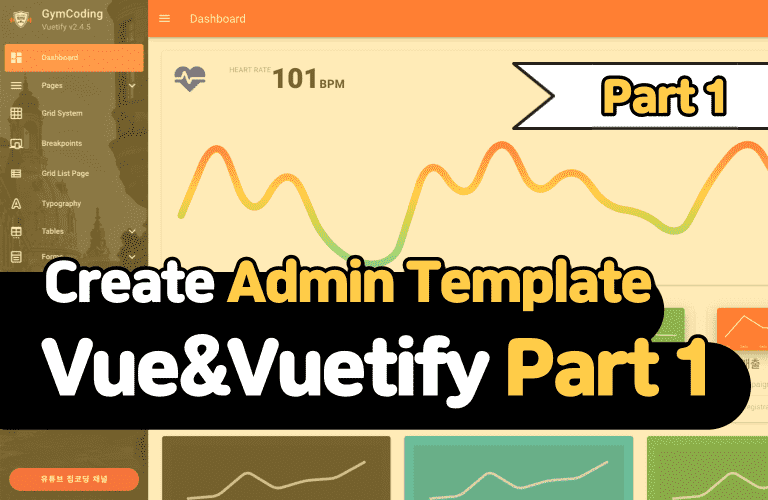 GymCoding
Vuetify v2.4.5
Dashboard
Dashboard
Pages
Grid System
Breakpoints
Grid List Page
Typography
Tables
Forms
HEART RATE 101 BPM
Part 1
Create Admin Template
Vue&Vuetify Part 1
유튜브 짐코딩 채널